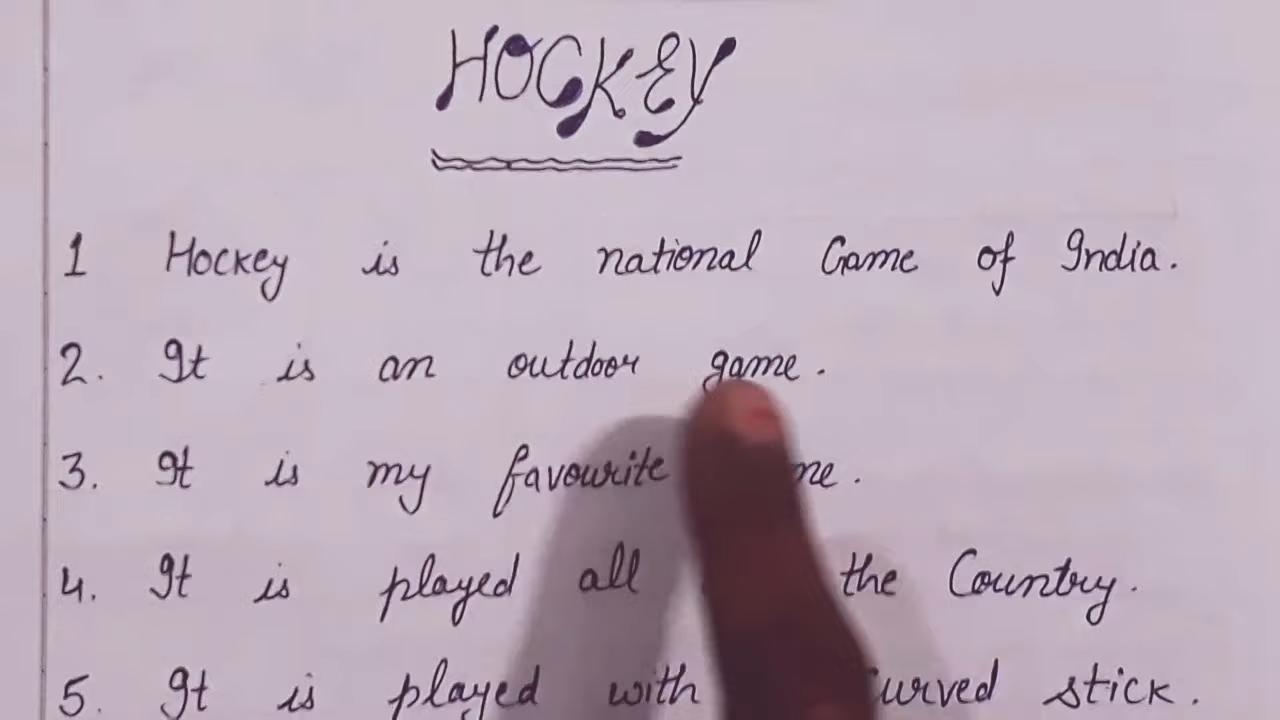 HOCKEY
1 Hockey is the national Game of India.
2. It is an outdoor game.
3. It is my favourite
4. It is played all the Country.
5. It is played with curved stick.